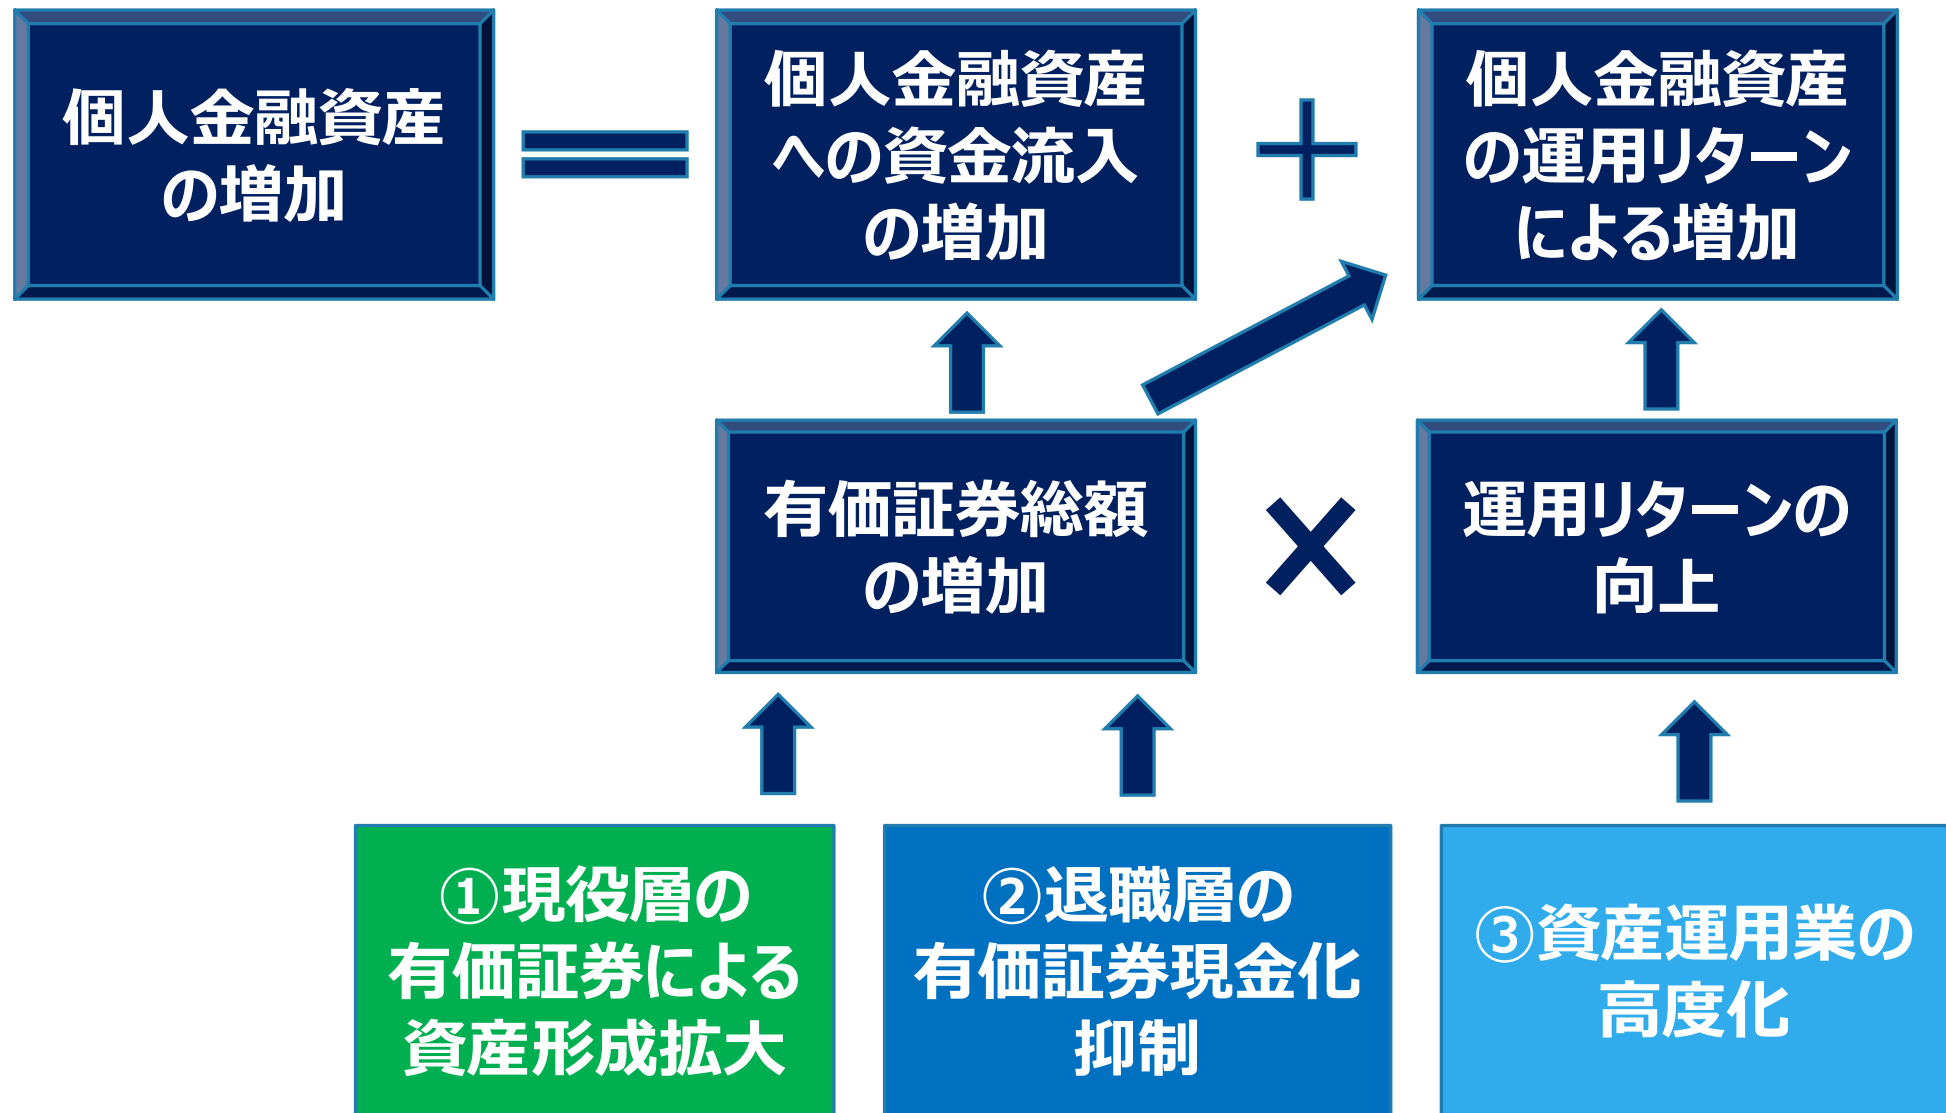 個人金融資産
の増加
個人金融資産
への資金流入
の増加
個人金融資産
の運用リターン
による増加
有価証券総額
の増加
運用リターンの
向上
①現役層の
有価証券による
資産形成拡大
②退職層の
有価証券現金化
抑制
③資産運用業の
高度化